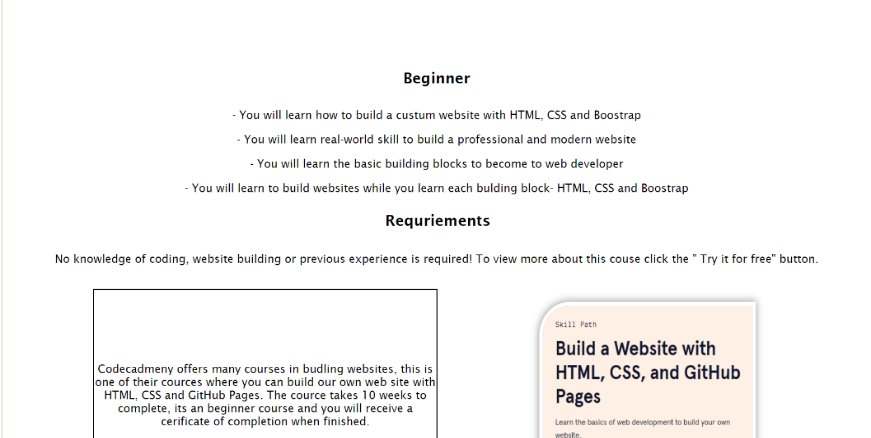 Beginner
- You will learn how to build a custum website with HTML, CSS and Boostrap
- You will learn real-world skill to build a professional and modern website
- You will learn the basic building blocks to become to web developer
- You will learn to build websites while you learn each bulding block- HTML, CSS and Boostrap
Requriements
No knowledge of coding, website building or previous experience is required! To view more about this couse click the " Try it for free" button.
Codecadmeny offers many courses in budling websites, this is
one of their cources where you can build our own web site with
HTML, CSS and GitHub Pages. The cource takes 10 weeks to
complete, its an beginner course and you will receive a
cerificate of completion when finished.
Skill Path
Build a Website with
HTML, CSS, and GitHub
Pages
Learn the basics of web development to build your own
website.